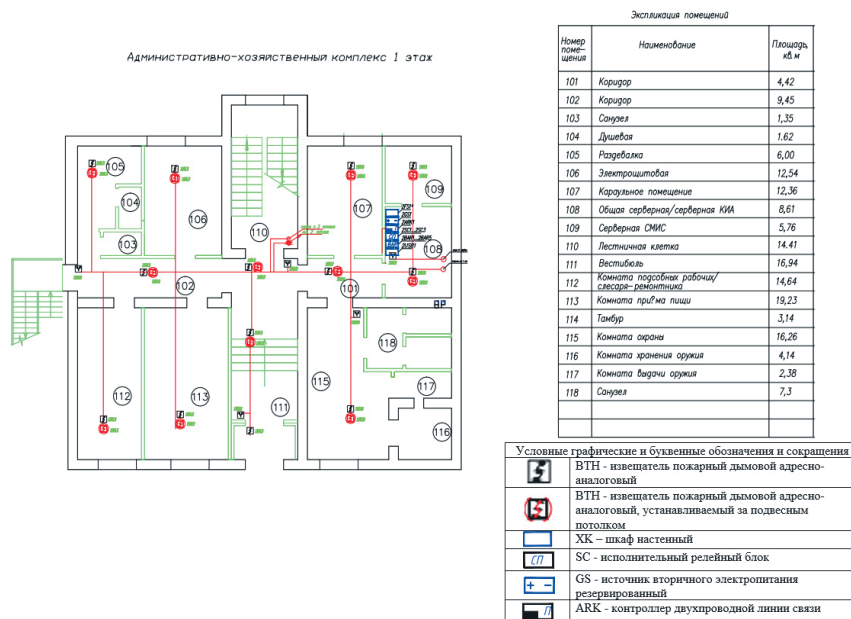 Административно-хозяйственный комплекс 1 этаж
105
104
103
106
102
110
107
109
108
101
112
113
111
115
118
117
116
ВР
Экспликация помещений
Номер поме-щения Наименование Площадь, кв.м
101 Коридор 4,42
102 Коридор 9,45
103 Санузел 1,35
104 Душевая 1.62
105 Раздевалка 6,00
106 Электрощитовая 12,54
107 Караульное помещение 12,36
108 Общая серверная/серверная КИА 8,61
109 Серверная СМИС 5,76
110 Лестничная клетка 14.41
111 Вестибюль 16,94
112 Комната подсобных рабочих/ слесаря-ремонтника 14,64
113 Комната при?ма пищи 19,23
114 Тамбур 3,14
115 Комната охраны 16,26
116 Комната хранения оружия 4,14
117 Комната выдачи оружия 2,38
118 Санузел 7,3
Условные графические и буквенные обозначения и сокращения
BTH - извещатель пожарный дымовой адресно-
аналоговый
BTH - извещатель пожарный дымовой адресно-
аналоговый, устанавливаемый за подвесным
потолком
XK – шкаф настенный
СП SC - исполнительный релейный блок
+ - GS - источник вторичного электропитания
резервированный
П ARK - контроллер двухпроводной линии связи